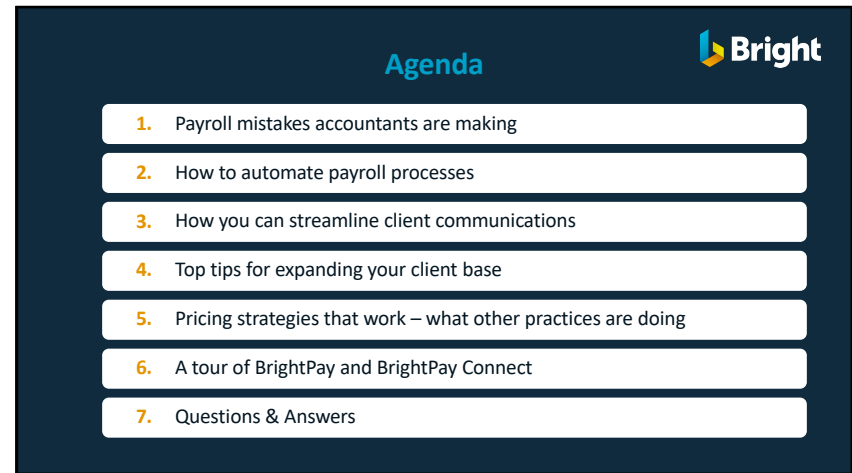 Bright
Agenda
1. Payroll mistakes accountants are making
2. How to automate payroll processes
3. How you can streamline client communications
4. Top tips for expanding your client base
5. Pricing strategies that work – what other practices are doing
6. A tour of BrightPay and BrightPay Connect
7. Questions & Answers